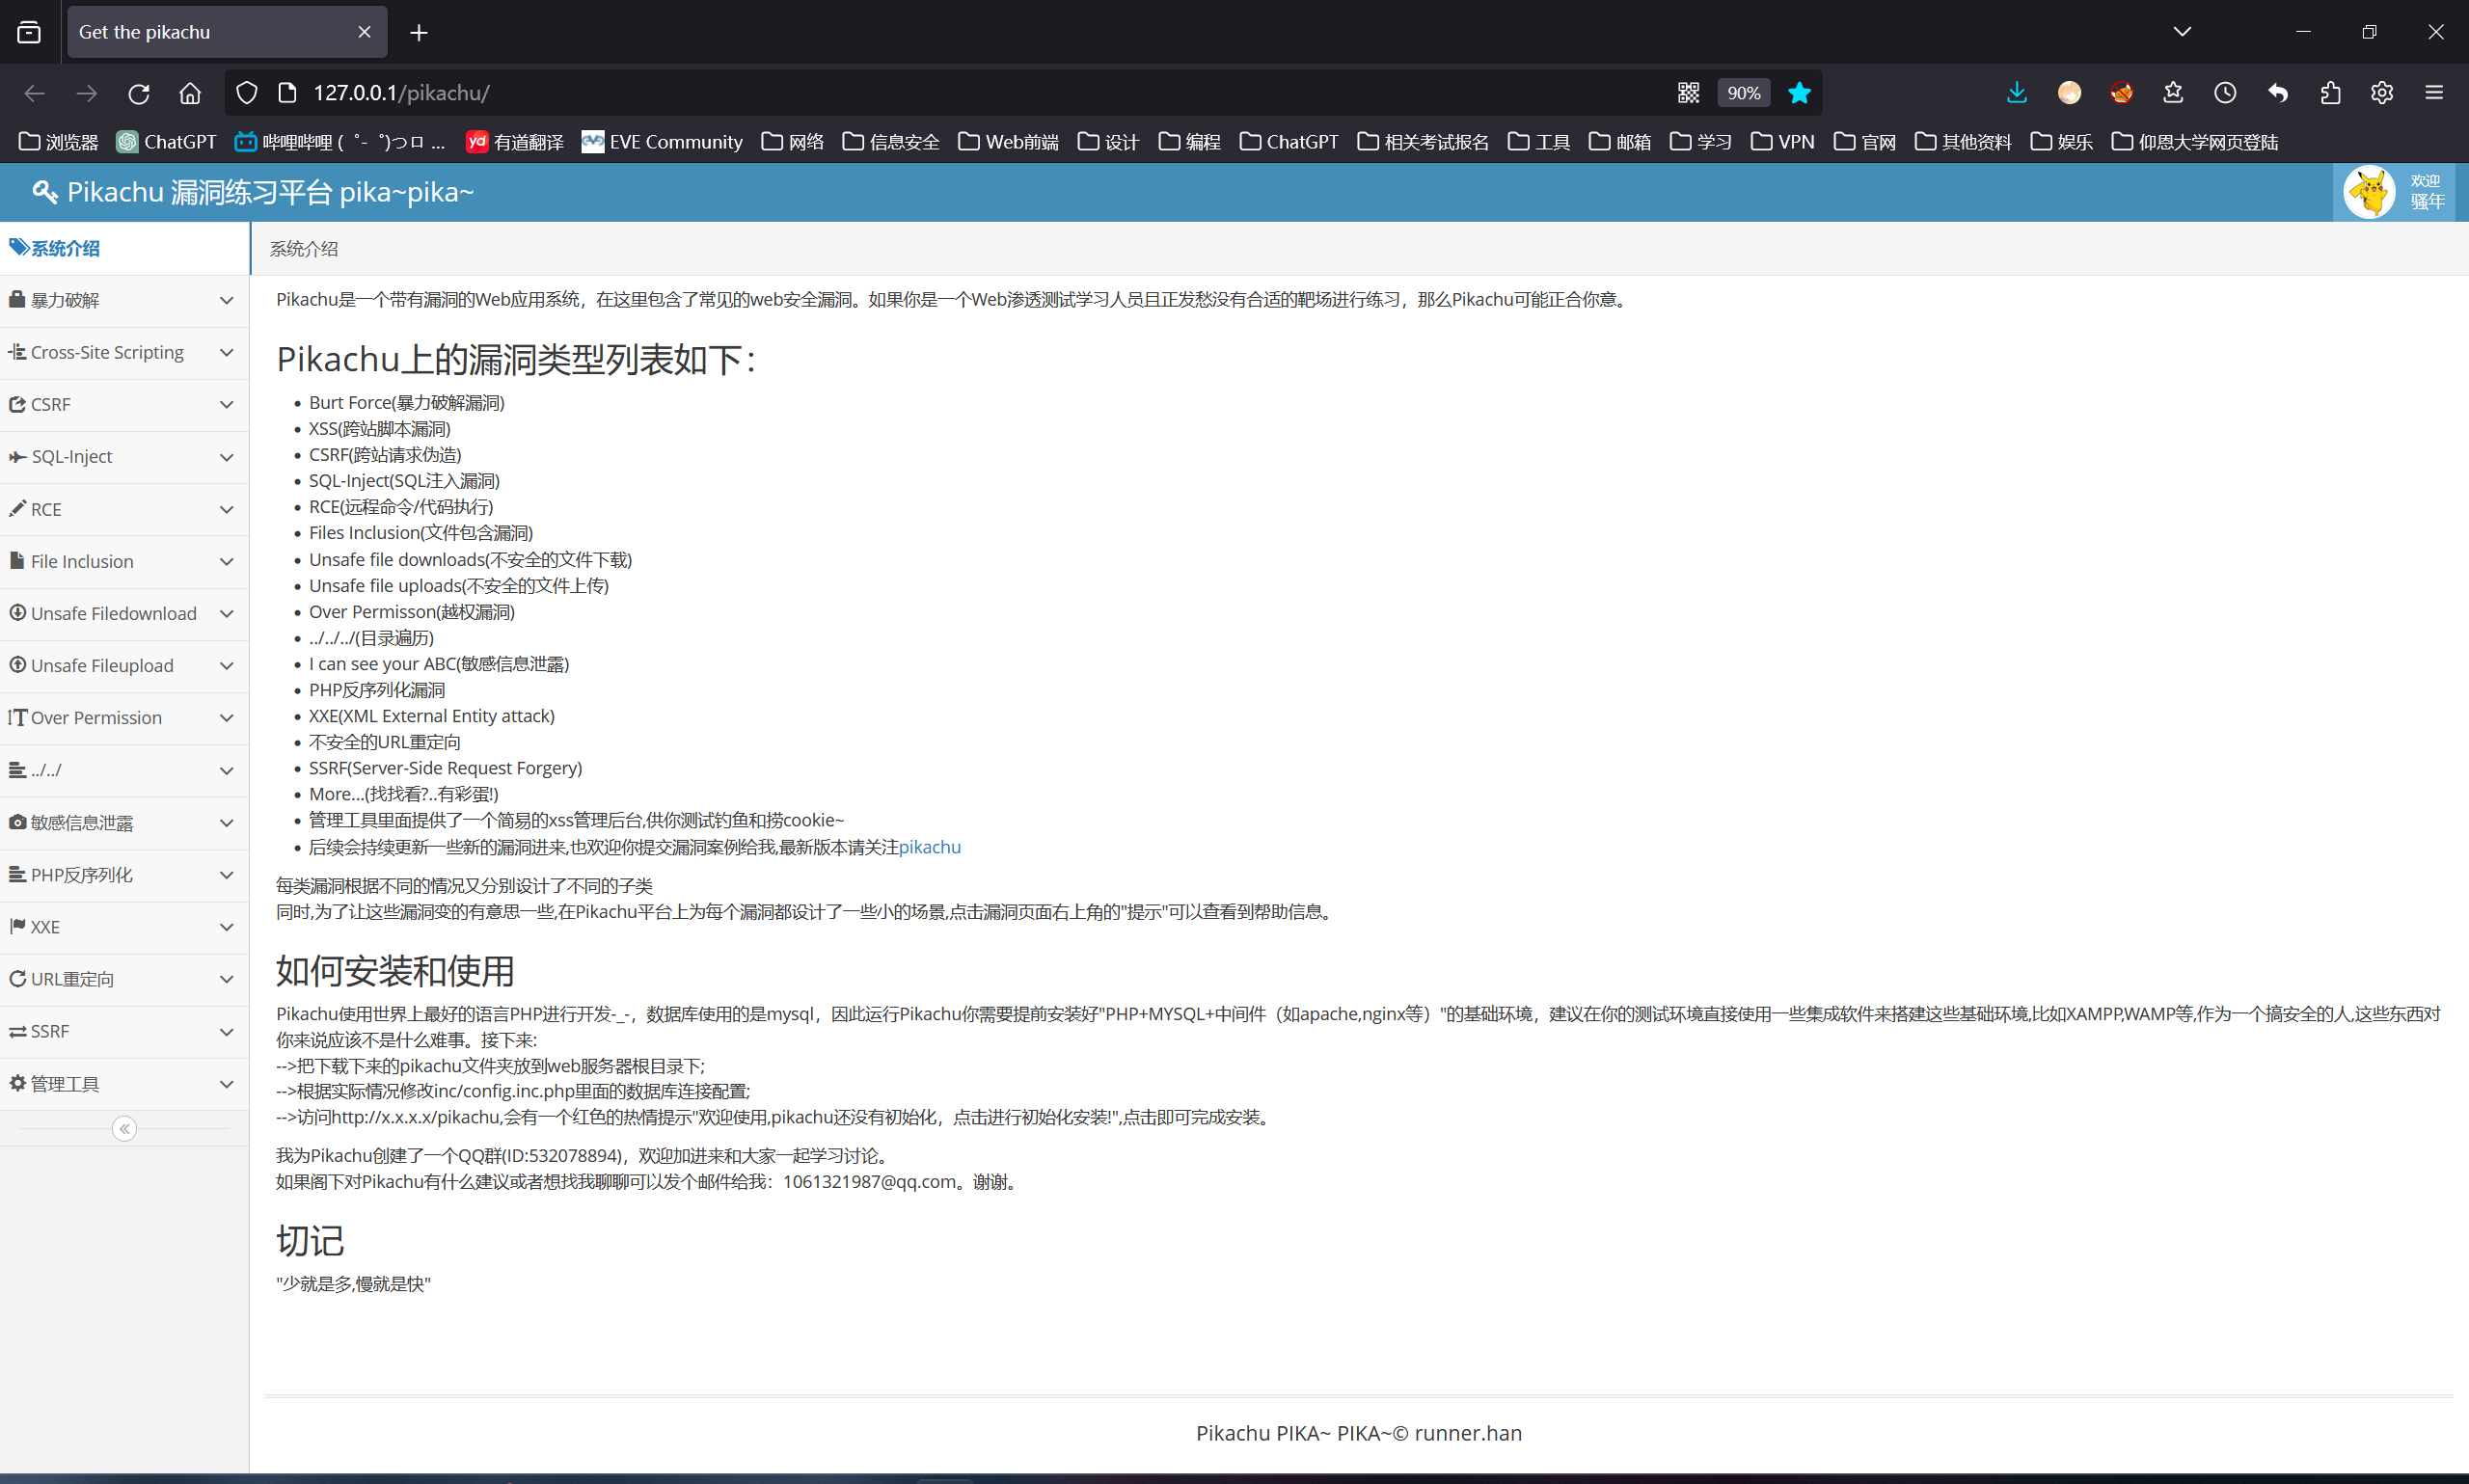 Get the pikachu
127.0.0.1/pikachu/
90%
浏览器 ChatGPT 哔哩哔哩 ( ゜- ゜)つロ ... 有道翻译 EVE Community 网络 信息安全 Web前端 设计 编程 ChatGPT 相关考试报名 工具 邮箱 学习 VPN 官网 其他资料 娱乐 仰恩大学网页登陆
Pikachu 漏洞练习平台 pika~pika~
欢迎
骚年
系统介绍
暴力破解
Cross-Site Scripting
CSRF
SQL-Inject
RCE
File Inclusion
Unsafe Filedownload
Unsafe Fileupload
Over Permission
../../
敏感信息泄露
PHP反序列化
XXE
URL重定向
SSRF
管理工具
系统介绍
Pikachu是一个带有漏洞的Web应用系统，在这里包含了常见的web安全漏洞。如果你是一个Web渗透测试学习人员且正发愁没有合适的靶场进行练习，那么Pikachu可能正合你意。
Pikachu上的漏洞类型列表如下：
Burt Force(暴力破解漏洞)
XSS(跨站脚本漏洞)
CSRF(跨站请求伪造)
SQL-Inject(SQL注入漏洞)
RCE(远程命令/代码执行)
Files Inclusion(文件包含漏洞)
Unsafe file downloads(不安全的文件下载)
Unsafe file uploads(不安全的文件上传)
Over Permisson(越权漏洞)
../../../(目录遍历)
I can see your ABC(敏感信息泄露)
PHP反序列化漏洞
XXE(XML External Entity attack)
不安全的URL重定向
SSRF(Server-Side Request Forgery)
More...(找找看?..有彩蛋!)
管理工具里面提供了一个简易的xss管理后台,供你测试钓鱼和捞cookie~
后续会持续更新一些新的漏洞进来,也欢迎你提交漏洞案例给我,最新版本请关注pikachu
每类漏洞根据不同的情况又分别设计了不同的子类
同时,为了让这些漏洞变的有意思一些,在Pikachu平台上为每个漏洞都设计了一些小的场景,点击漏洞页面右上角的"提示"可以查看到帮助信息。
如何安装和使用
Pikachu使用世界上最好的语言PHP进行开发-_-，数据库使用的是mysql，因此运行Pikachu你需要提前安装好"PHP+MYSQL+中间件（如apache,nginx等）"的基础环境，建议在你的测试环境直接使用一些集成软件来搭建这些基础环境,比如XAMPP,WAMP等,作为一个搞安全的人,这些东西对
你来说应该不是什么难事。接下来:
-->把下载下来的pikachu文件夹放到web服务器根目录下;
-->根据实际情况修改inc/config.inc.php里面的数据库连接配置;
-->访问http://x.x.x.x/pikachu,会有一个红色的热情提示"欢迎使用,pikachu还没有初始化，点击进行初始化安装!",点击即可完成安装。
我为Pikachu创建了一个QQ群(ID:532078894)，欢迎加进来和大家一起学习讨论。
如果阁下对Pikachu有什么建议或者想找我聊聊可以发个邮件给我：1061321987@qq.com。谢谢。
切记
"少就是多,慢就是快"
Pikachu PIKA~ PIKA~© runner.han